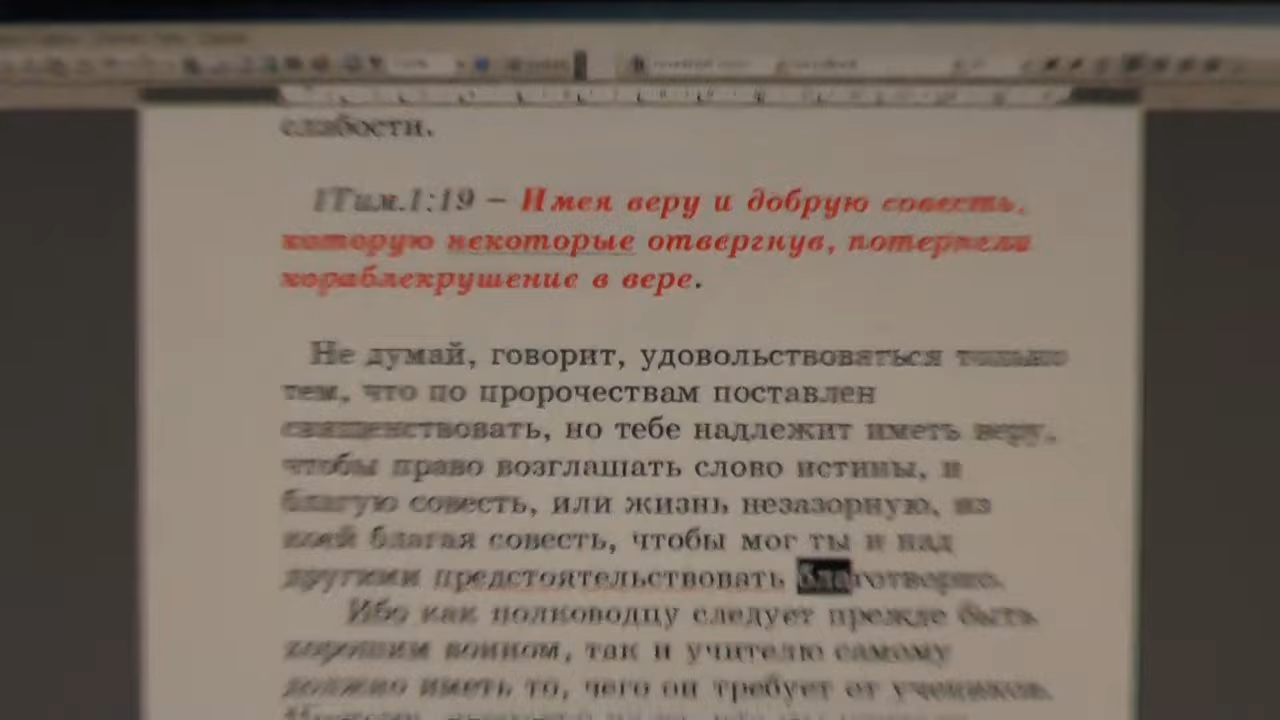 слабости.
1Тим.1:19 – Имея веру и добрую совесть,
которую некоторые отвергнув, потерпели
кораблекрушение в вере.
Не думай, говорит, удовольствоваться только
тем, что по пророчествам поставлен
священствовать, но тебе надлежит иметь веру,
чтобы право возглашать слово истины, и
благую совесть, или жизнь незазорную, из
коей благая совесть, чтобы мог ты и над
другими предстоятельствовать благотворно.
Ибо как полководцу следует прежде быть
хорошим воином, так и учителю самому
должно иметь то, чего он требует от учеников.